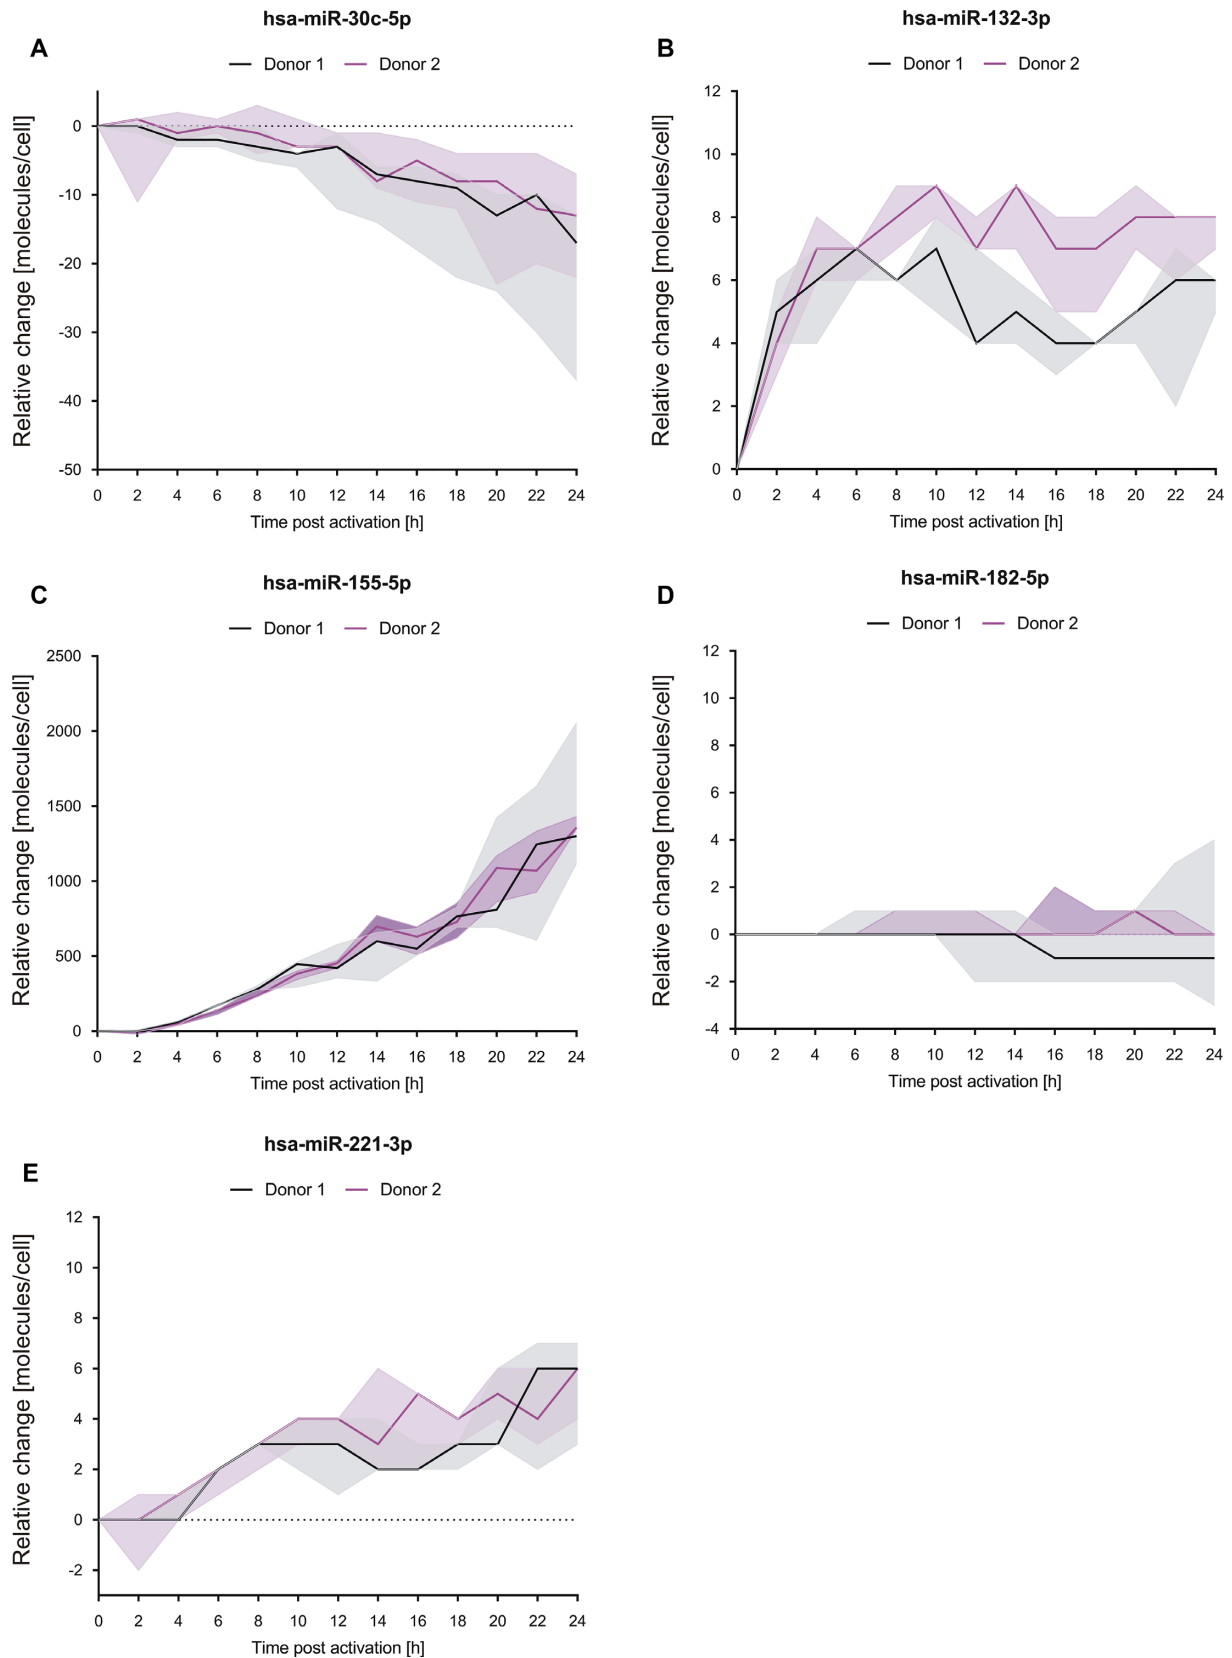 hsa-miR-30c-5p
A
Donor 1 Donor 2
Relative change [molecules/cell]
0
-10
-20
-30
-40
-50
0 2 4 6 8 10 12 14 16 18 20 22 24
Time post activation [h]
hsa-miR-132-3p
B
Donor 1 Donor 2
Relative change [molecules/cell]
12
10
8
6
4
2
0
0 2 4 6 8 10 12 14 16 18 20 22 24
Time post activation [h]
hsa-miR-155-5p
C
Donor 1 Donor 2
Relative change [molecules/cell]
2500
2000
1500
1000
500
0
0 2 4 6 8 10 12 14 16 18 20 22 24
Time post activation [h]
hsa-miR-182-5p
D
Donor 1 Donor 2
Relative change [molecules/cell]
12
10
8
6
4
2
0
-2
-4
0 2 4 6 8 10 12 14 16 18 20 22 24
Time post activation [h]
hsa-miR-221-3p
E
Donor 1 Donor 2
Relative change [molecules/cell]
12
10
8
6
4
2
0
-2
0 2 4 6 8 10 12 14 16 18 20 22 24
Time post activation [h]